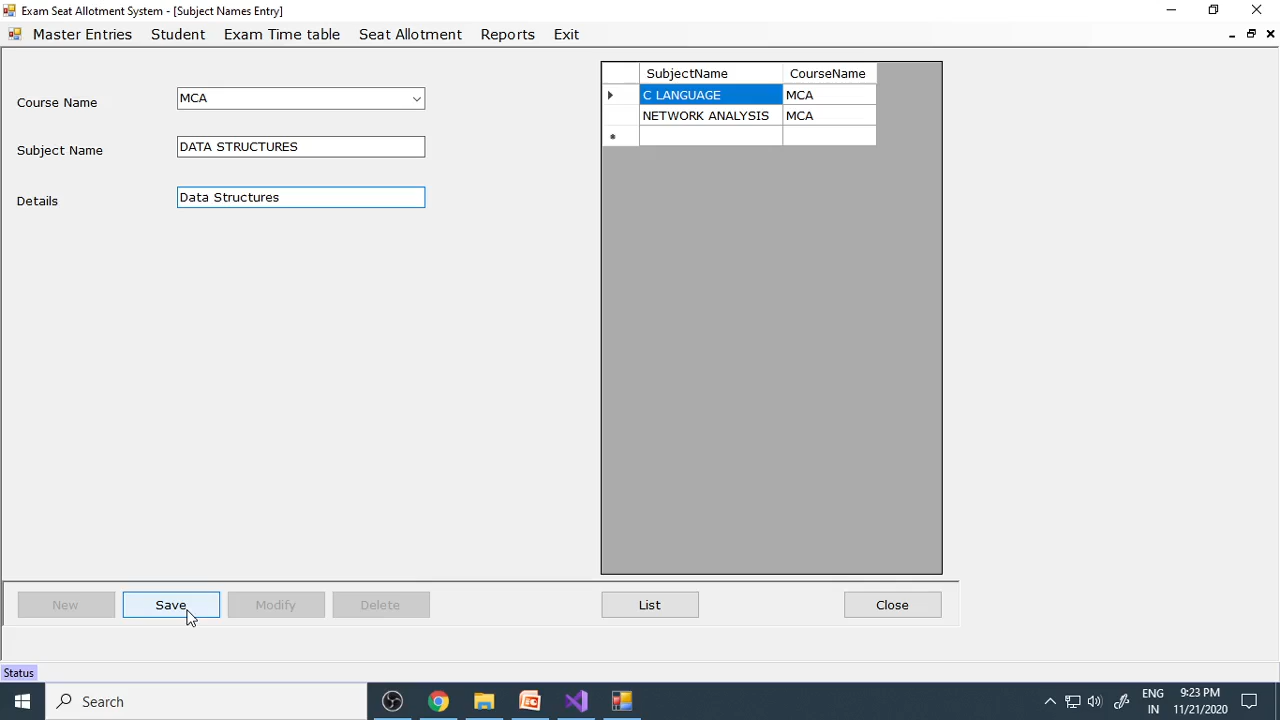 Exam Seat Allotment System - [Subject Names Entry]
Master Entries Student Exam Time table Seat Allotment Reports Exit
SubjectName CourseName
Course Name MCA C LANGUAGE MCA
NETWORK ANALYSIS MCA
Subject Name DATA STRUCTURES
Details Data Structures
New Save Modify Delete List Close
Status
Search
ENG 9:23 PM
IN 11/21/2020